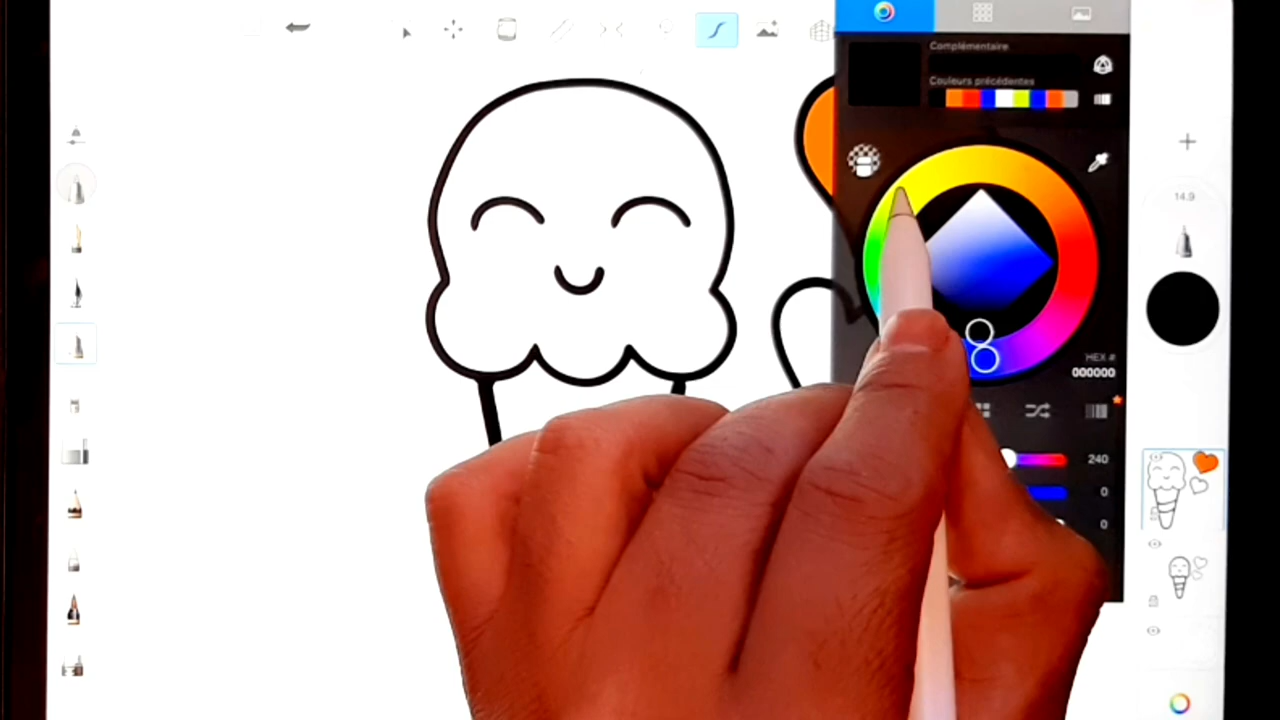 Complémentaire
Couleurs précédentes
14.9
HEX #
000000
240
0
0